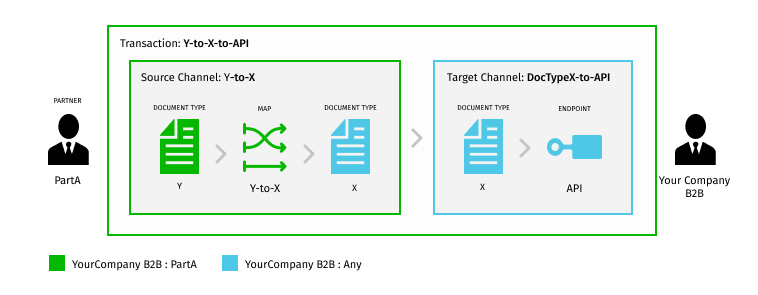 Transaction: Y-to-X-to-API
Source Channel: Y-to-X
Target Channel: DocTypeX-to-API
PARTNER
DOCUMENT TYPE
MAP
DOCUMENT TYPE
DOCUMENT TYPE
ENDPOINT
PartA
Y
Y-to-X
X
X
API
Your Company
B2B
YourCompany B2B : PartA
YourCompany B2B : Any